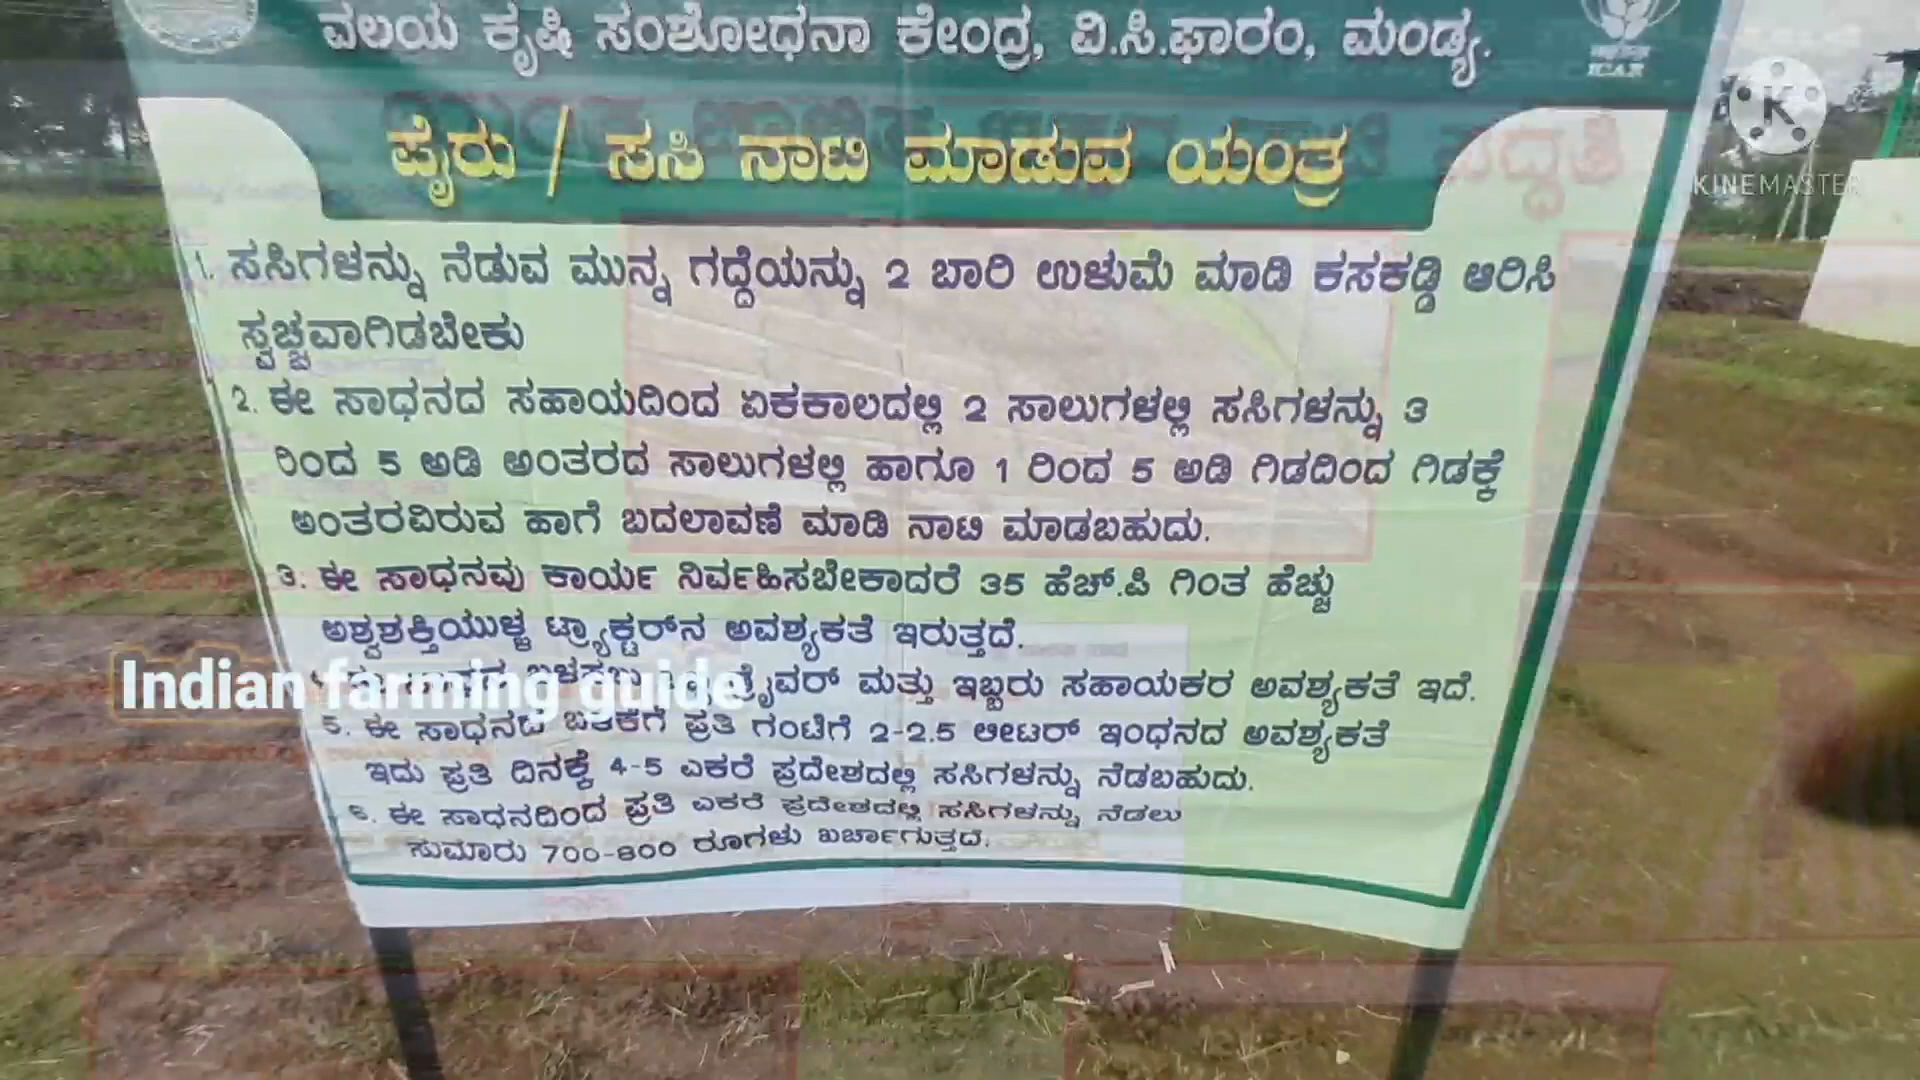 ವಲಯ ಕೃಷಿ ಸಂಶೋಧನಾ ಕೇಂದ್ರ, ವಿ.ಸಿ.ಫಾರಂ, ಮಂಡ್ಯ.
ICAR
KINEMASTER
ಪೈರು / ಸಸಿ ನಾಟಿ ಮಾಡುವ ಯಂತ್ರ
1. ಸಸಿಗಳನ್ನು ನೆಡುವ ಮುನ್ನ ಗದ್ದೆಯನ್ನು 2 ಬಾರಿ ಉಳುಮೆ ಮಾಡಿ ಕಸಕಡ್ಡಿ ಆರಿಸಿ
ಸ್ವಚ್ಚವಾಗಿಡಬೇಕು
2. ಈ ಸಾಧನದ ಸಹಾಯದಿಂದ ಏಕಕಾಲದಲ್ಲಿ 2 ಸಾಲುಗಳಲ್ಲಿ ಸಸಿಗಳನ್ನು 3
ರಿಂದ 5 ಅಡಿ ಅಂತರದ ಸಾಲುಗಳಲ್ಲಿ ಹಾಗೂ 1 ರಿಂದ 5 ಅಡಿ ಗಿಡದಿಂದ ಗಿಡಕ್ಕೆ
ಅಂತರವಿರುವ ಹಾಗೆ ಬದಲಾವಣೆ ಮಾಡಿ ನಾಟಿ ಮಾಡಬಹುದು.
3. ಈ ಸಾಧನವು ಕಾರ್ಯ ನಿರ್ವಹಿಸಬೇಕಾದರೆ 35 ಹೆಚ್.ಪಿ ಗಿಂತ ಹೆಚ್ಚು
ಅಶ್ವಶಕ್ತಿಯುಳ್ಳ ಟ್ರ್ಯಾಕ್ಟರ್‌ನ ಅವಶ್ಯಕತೆ ಇರುತ್ತದೆ.
ಮತ್ತು ಇಬ್ಬರು ಸಹಾಯಕರ ಅವಶ್ಯಕತೆ ಇದೆ.
Indian farming guide
5. ಈ ಸಾಧನದ ಬಳಕೆಗೆ ಪ್ರತಿ ಗಂಟೆಗೆ 2-2.5 ಲೀಟರ್ ಇಂಧನದ ಅವಶ್ಯಕತೆ
ಇದು ಪ್ರತಿ ದಿನಕ್ಕೆ 4-5 ಎಕರೆ ಪ್ರದೇಶದಲ್ಲಿ ಸಸಿಗಳನ್ನು ನೆಡಬಹುದು.
6. ಈ ಸಾಧನದಿಂದ ಪ್ರತಿ ಎಕರೆ ಪ್ರದೇಶದಲ್ಲಿ ಸಸಿಗಳನ್ನು ನೆಡಲು
ಸುಮಾರು 700-800 ರೂಗಳು ಖರ್ಚಾಗುತ್ತದೆ.